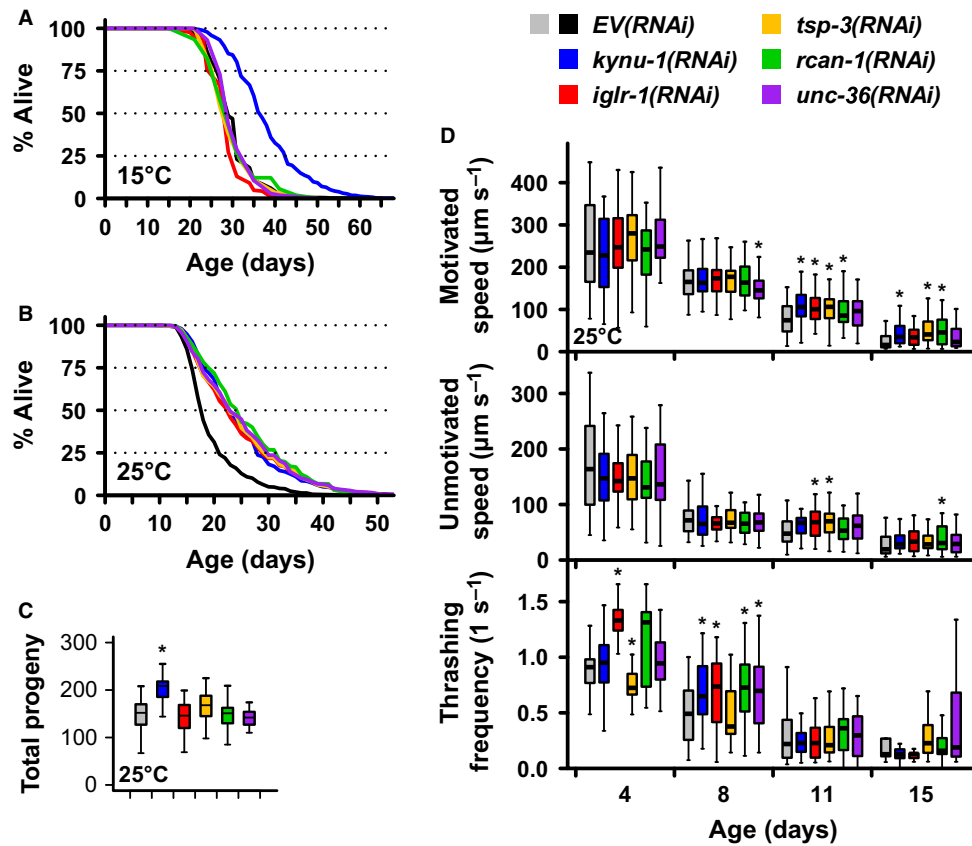 A
% Alive
100
75
50
25
0
15°C
0 10 20 30 40 50 60
Age (days)
B
% Alive
100
75
50
25
0
25°C
0 10 20 30 40 50
Age (days)
C
Total progeny
300
200
100
0
*
25°C
EV(RNAi)
kynu-1(RNAi)
iglr-1(RNAi)
tsp-3(RNAi)
rcan-1(RNAi)
unc-36(RNAi)
D
Motivated
speed (µm s⁻¹)
400
300
200
100
0
25°C
* * * * * * * *
Unmotivated
speed (µm s⁻¹)
300
200
100
0
* * *
Thrashing
frequency (1 s⁻¹)
1.5
1.0
0.5
0.0
* * * * * *
4 8 11 15
Age (days)